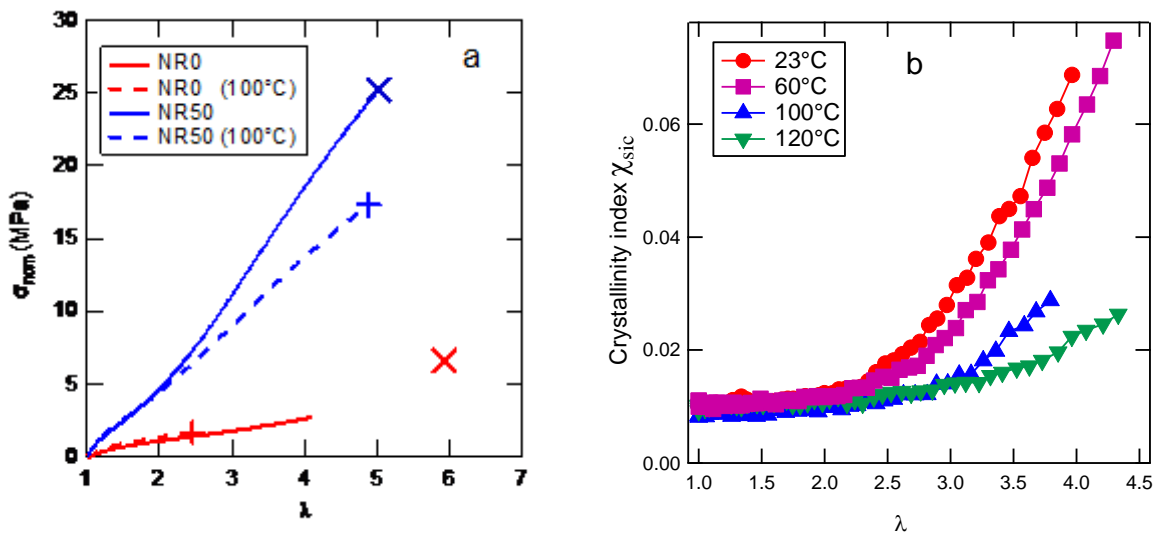 a
NR0
NR0 (100°C)
NR50
NR50 (100°C)
30
25
20
15
10
5
0
σnom (MPa)
1
2
3
4
5
6
7
λ
b
23°C
60°C
100°C
120°C
0.06
0.04
0.02
0.00
Crystallinity index χsic
1.0
1.5
2.0
2.5
3.0
3.5
4.0
4.5
λ